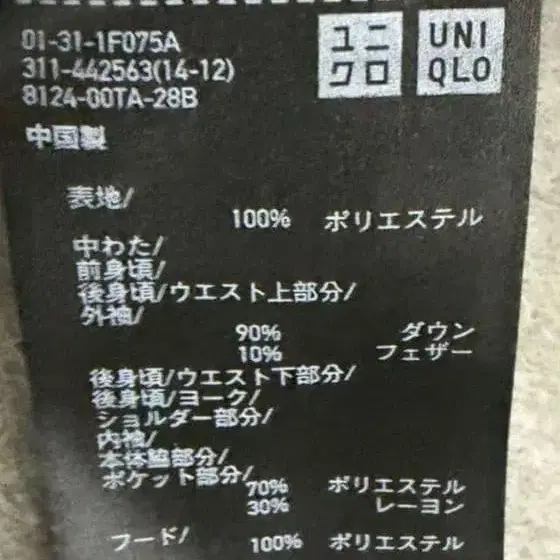 01-31-1F075A
311-442563(14-12)
8124-00TA-28B
ユニクロ
UNIQLO
中国製
表地/
100% ポリエステル
中わた/
前身頃/
後身頃/ウエスト上部分/
外袖/
90% ダウン
10% フェザー
後身頃/ウエスト下部分/
後身頃/ヨーク/
ショルダー部分/
内袖/
本体脇部分/
ポケット部分/
70% ポリエステル
30% レーヨン
フード/
100% ポリエステル